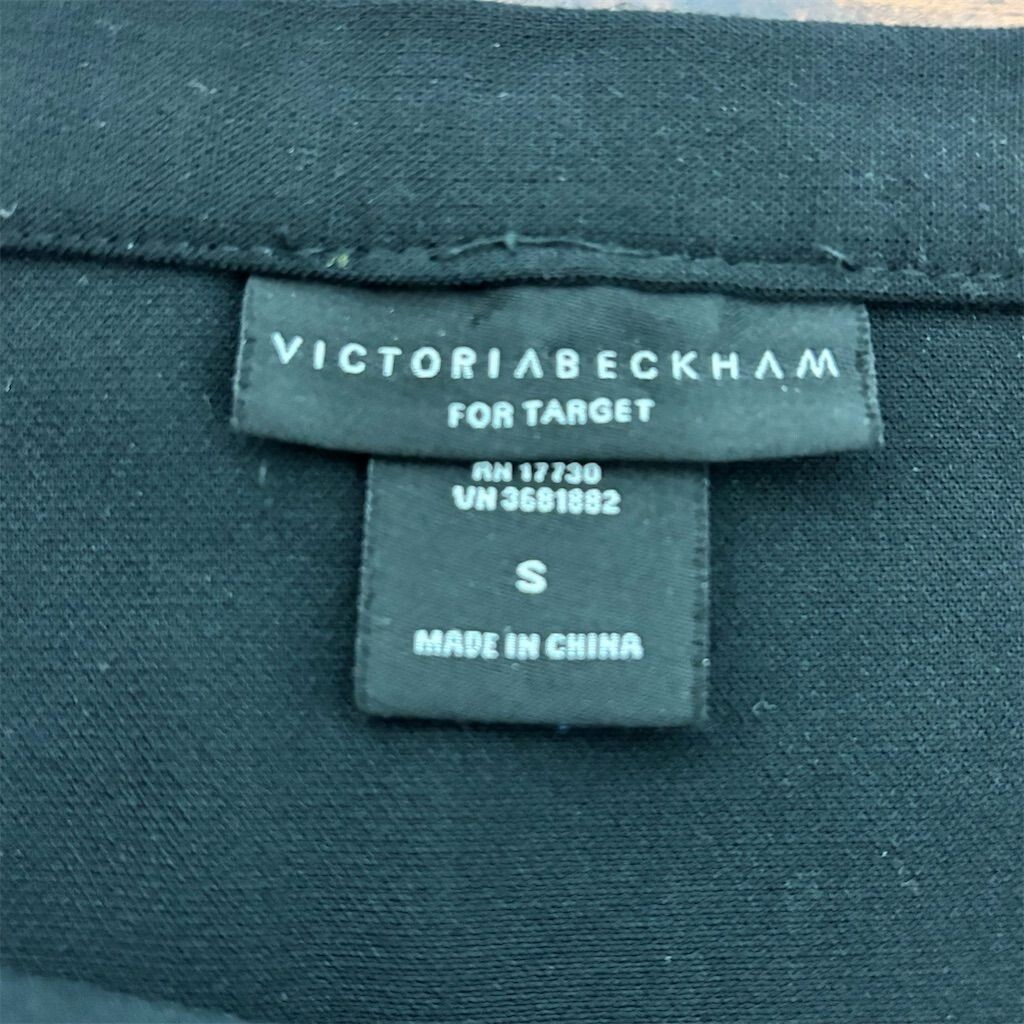 VICTORIABECKHAM
FOR TARGET
RN 17730
VN 3681882
S
MADE IN CHINA